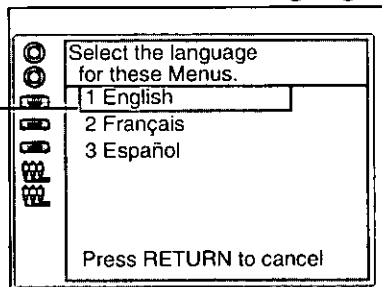 Select the language
for these Menus.
1 English
2 Français
3 Español
Press RETURN to cancel